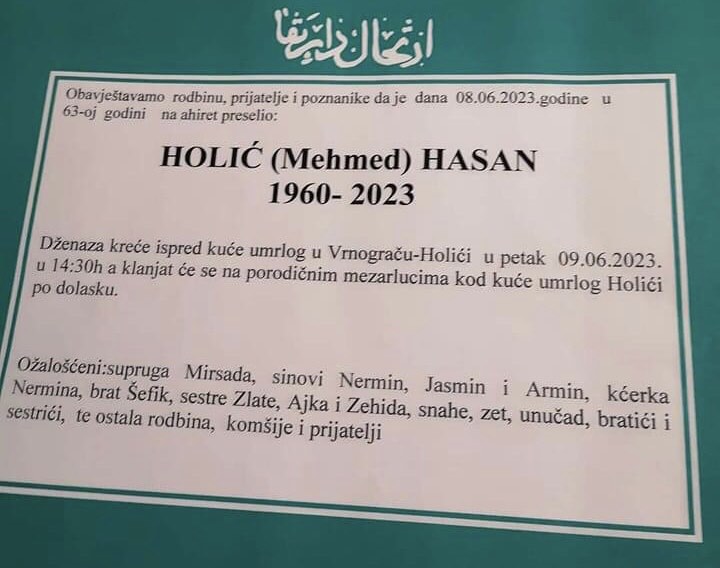 ارتحال دار بقا
Obavještavamo rodbinu, prijatelje i poznanike da je dana 08.06.2023.godine u
63-oj godini na ahiret preselio:
HOLIĆ (Mehmed) HASAN
1960- 2023
Dženaza kreće ispred kuće umrlog u Vrnograču-Holići u petak 09.06.2023.
u 14:30h a klanjat će se na porodičnim mezarlucima kod kuće umrlog Holići
po dolasku.
Ožalošćeni:supruga Mirsada, sinovi Nermin, Jasmin i Armin, kćerka
Nermina, brat Šefik, sestre Zlate, Ajka i Zehida, snahe, zet, unučad, bratići i
sestrići, te ostala rodbina, komšije i prijatelji